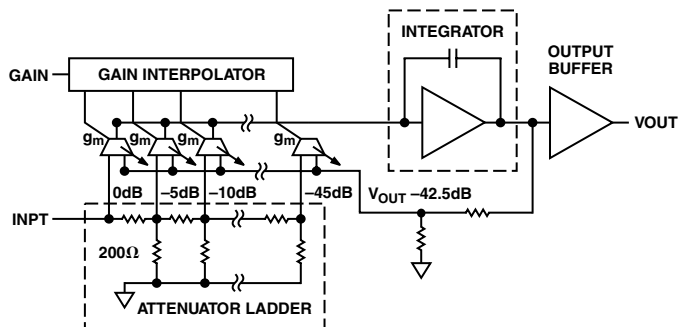 INTEGRATOR
OUTPUT
BUFFER
GAIN
GAIN INTERPOLATOR
VOUT
gm
gm
gm
gm
0dB
–5dB
–10dB
–45dB
VOUT –42.5dB
INPT
200Ω
ATTENUATOR LADDER